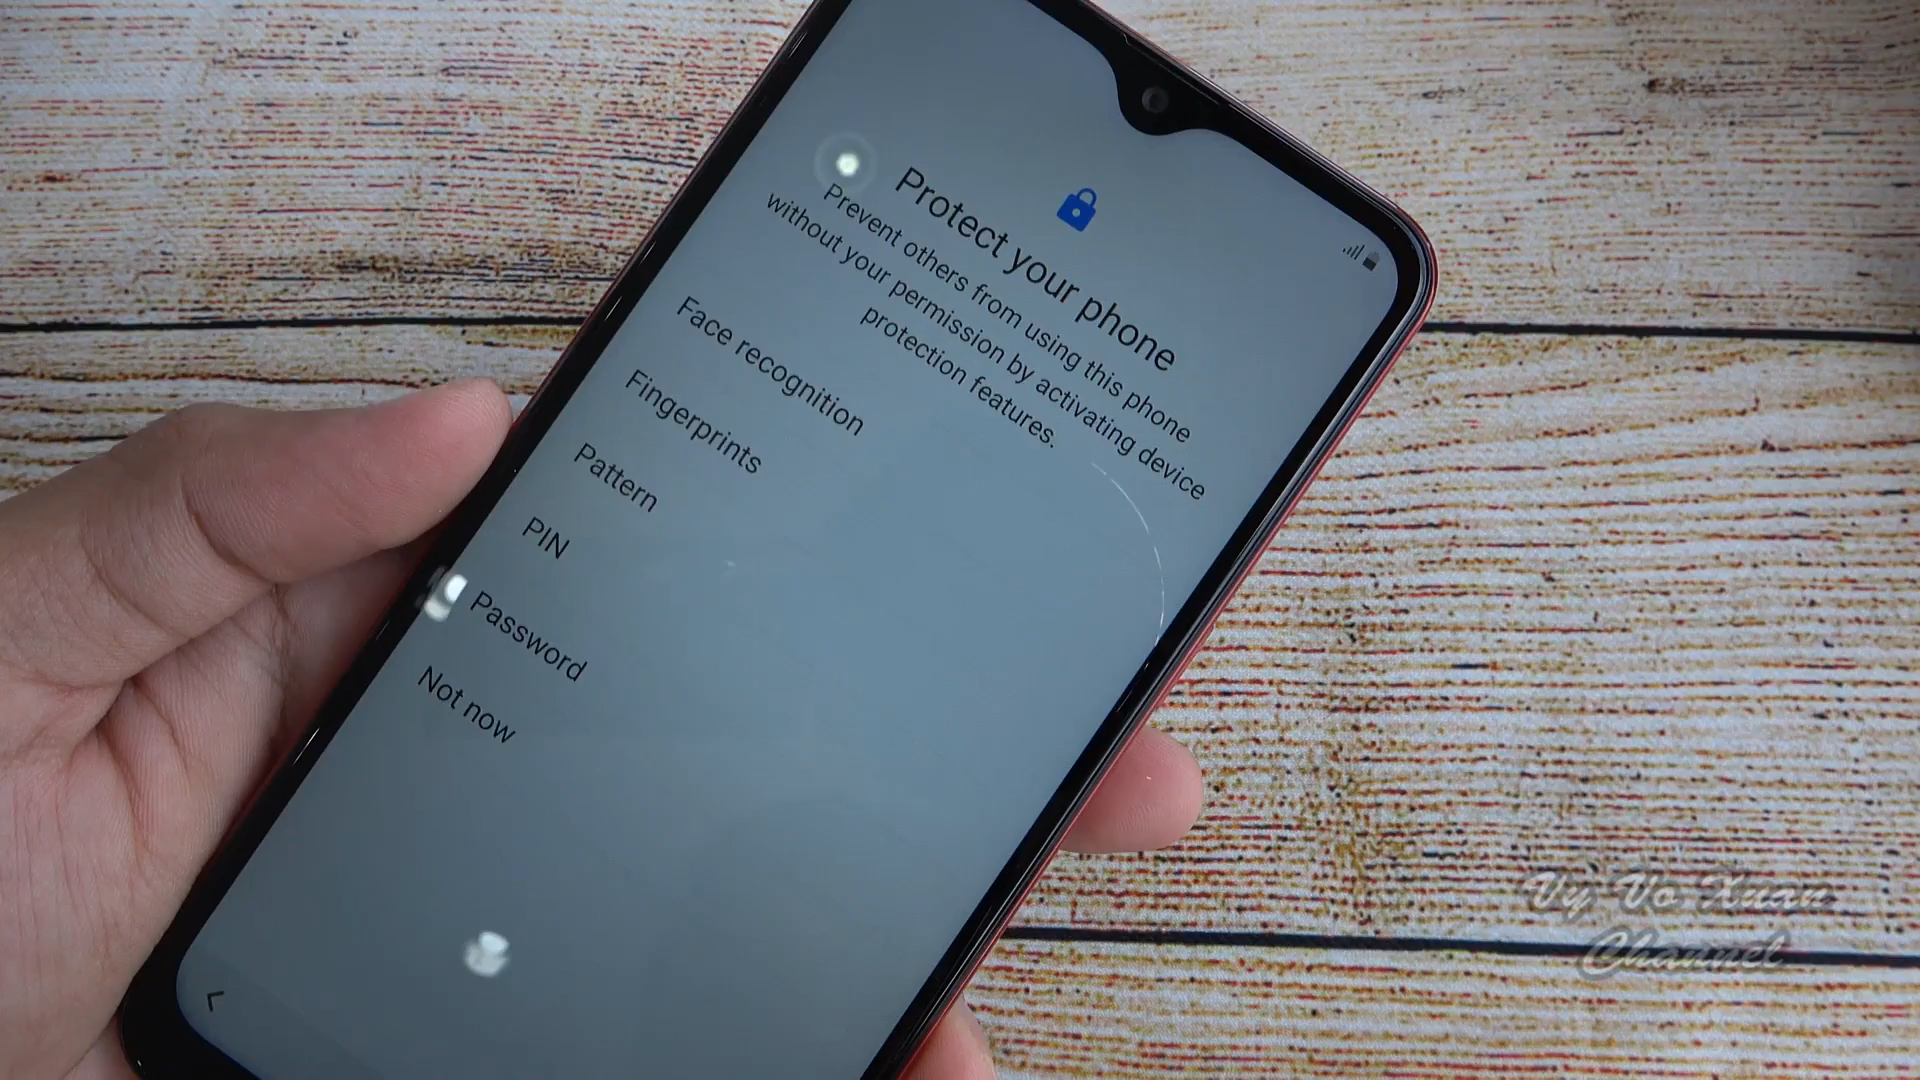 Protect your phone
Prevent others from using this phone
without your permission by activating device
protection features.
Face recognition
Fingerprints
Pattern
PIN
Password
Not now
Vy Vo Xuan
Channel